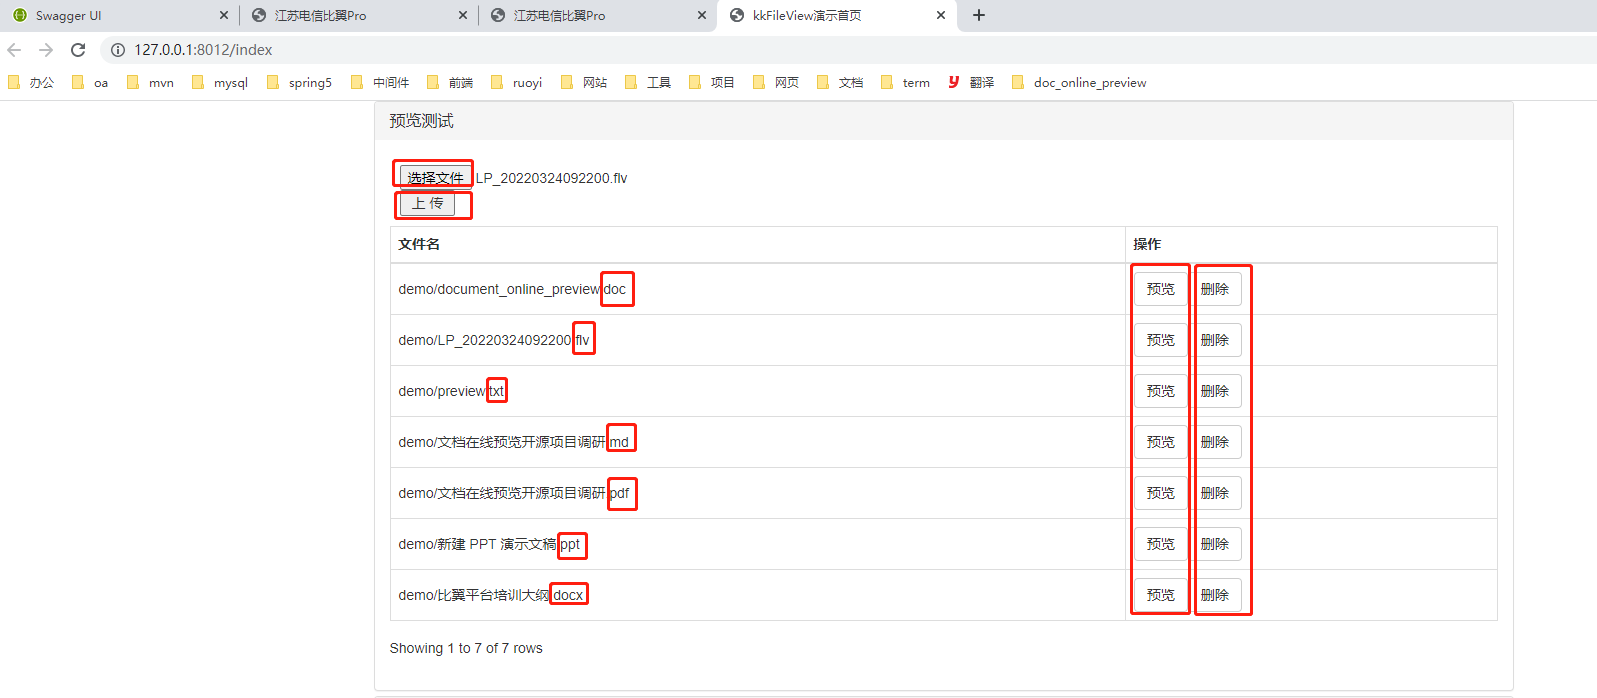 Swagger UI
江苏电信比翼Pro
江苏电信比翼Pro
kkFileView演示首页
127.0.0.1:8012/index
办公 oa mvn mysql spring5 中间件 前端 ruoyi 网站 工具 项目 网页 文档 term 翻译 doc_online_preview
预览测试
选择文件 LP_20220324092200.flv
上 传
文件名 操作
demo/document_online_preview.doc 预览 删除
demo/LP_20220324092200.flv 预览 删除
demo/preview.txt 预览 删除
demo/文档在线预览开源项目调研.md 预览 删除
demo/文档在线预览开源项目调研.pdf 预览 删除
demo/新建 PPT 演示文稿.ppt 预览 删除
demo/比翼平台培训大纲.docx 预览 删除
Showing 1 to 7 of 7 rows